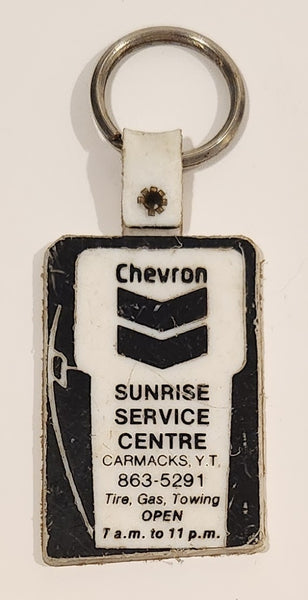 Chevron
SUNRISE
SERVICE
CENTRE
CARMACKS, Y.T.
863-5291
Tire, Gas, Towing
OPEN
7 a.m. to 11 p.m.